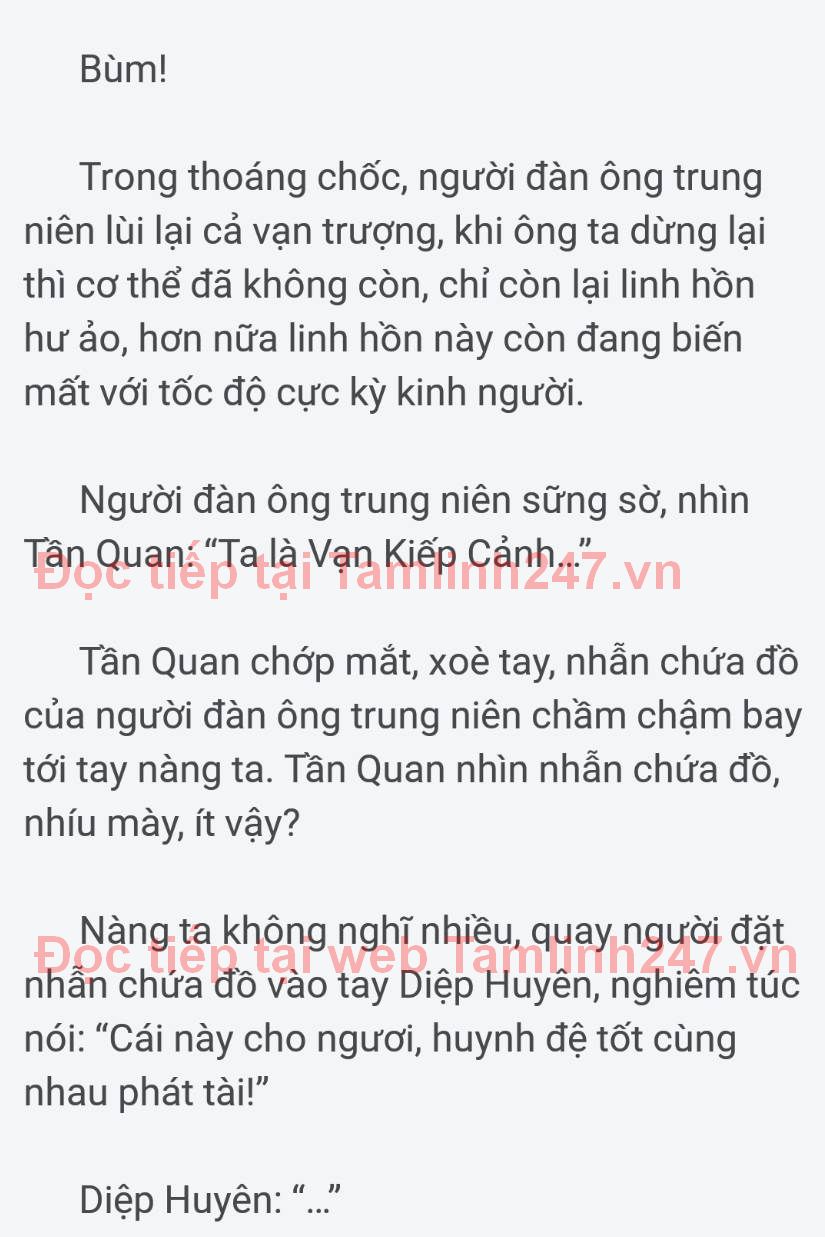 Bùm!
Trong thoáng chốc, người đàn ông trung
niên lùi lại cả vạn trượng, khi ông ta dừng lại
thì cơ thể đã không còn, chỉ còn lại linh hồn
hư ảo, hơn nữa linh hồn này còn đang biến
mất với tốc độ cực kỳ kinh người.
Người đàn ông trung niên sững sờ, nhìn
Tần Quan: “Ta là Vạn Kiếp Cảnh...”
Đọc tiếp tại Tamlinh247.vn
Tần Quan chớp mắt, xoè tay, nhẫn chứa đồ
của người đàn ông trung niên chầm chậm bay
tới tay nàng ta. Tần Quan nhìn nhẫn chứa đồ,
nhíu mày, ít vậy?
Nàng ta không nghĩ nhiều, quay người đặt
Đọc tiếp tại web Tamlinh247.vn
nhẫn chứa đồ vào tay Diệp Huyên, nghiêm túc
nói: “Cái này cho ngươi, huynh đệ tốt cùng
nhau phát tài!”
Diệp Huyên: “...”